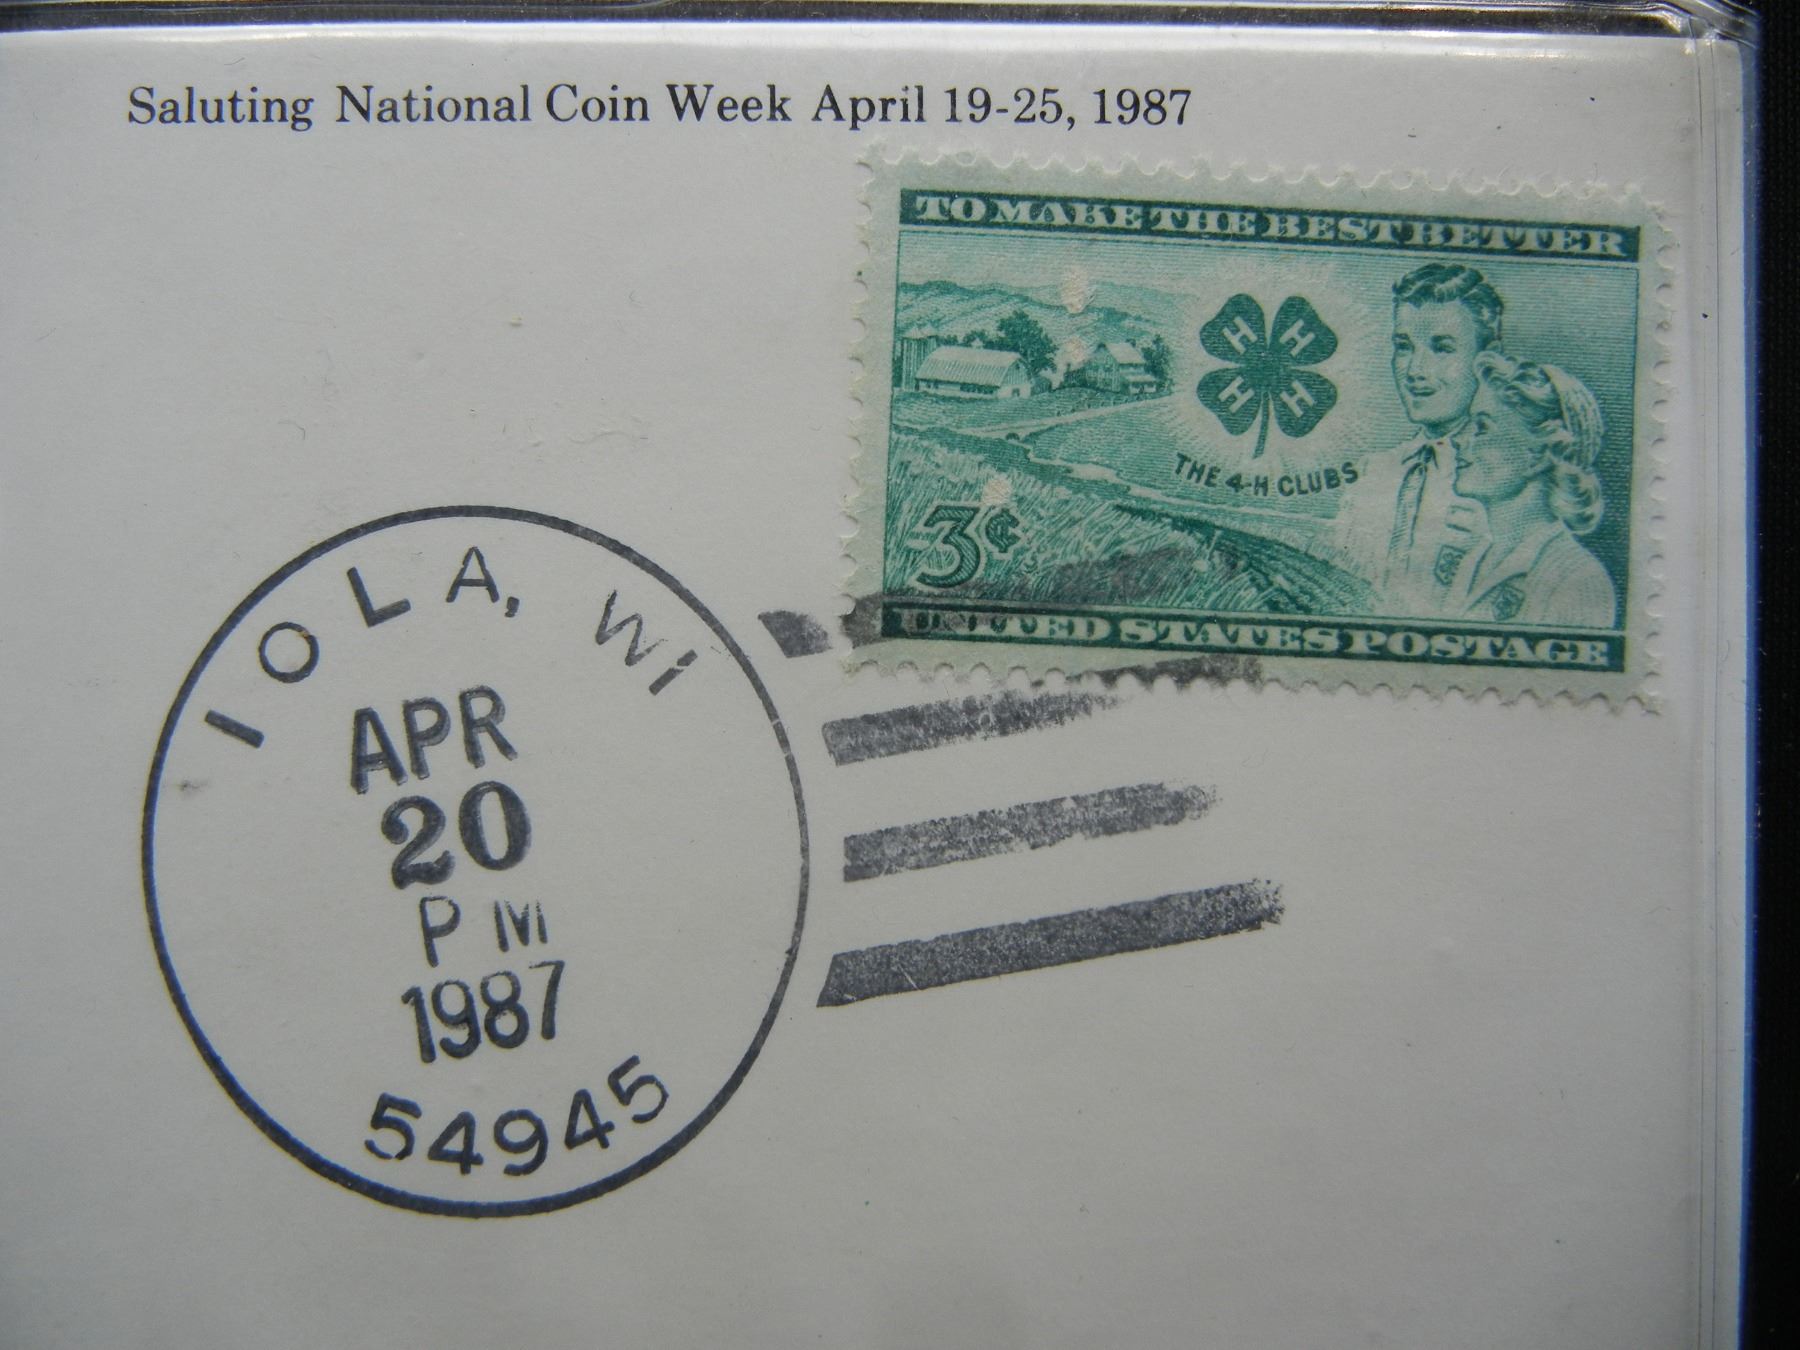 Saluting National Coin Week April 19-25, 1987
TO MAKE THE BEST BETTER
H H
H H
THE 4-H CLUBS
3¢
UNITED STATES POSTAGE
IOLA, WI
APR
20
PM
1987
54945